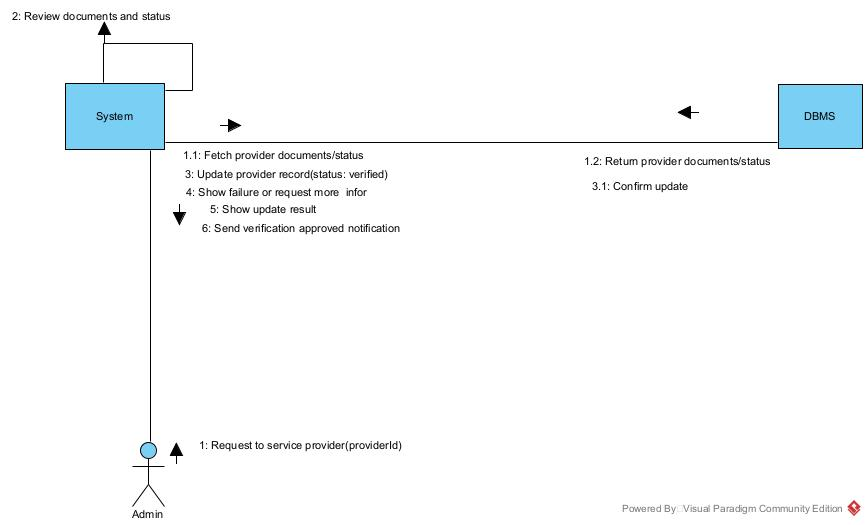 2: Review documents and status
System
DBMS
1.1: Fetch provider documents/status
1.2: Return provider documents/status
3: Update provider record(status: verified)
3.1: Confirm update
4: Show failure or request more infor
5: Show update result
6: Send verification approved notification
1: Request to service provider(providerId)
Admin
Powered By Visual Paradigm Community Edition